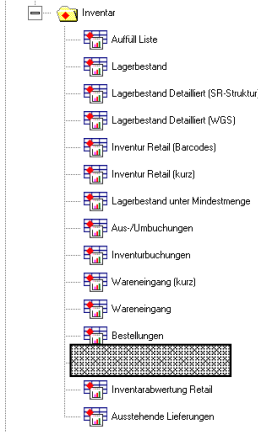 Inventar
Auffüll Liste
Lagerbestand
Lagerbestand Detailliert (SR-Struktur
Lagerbestand Detailliert (WGS)
Inventur Retail (Barcodes)
Inventur Retail (kurz)
Lagerbestand unter Mindestmenge
Aus-/Umbuchungen
Inventurbuchungen
Wareneingang (kurz)
Wareneingang
Bestellungen
Inventarabwertung Retail
Ausstehende Lieferungen